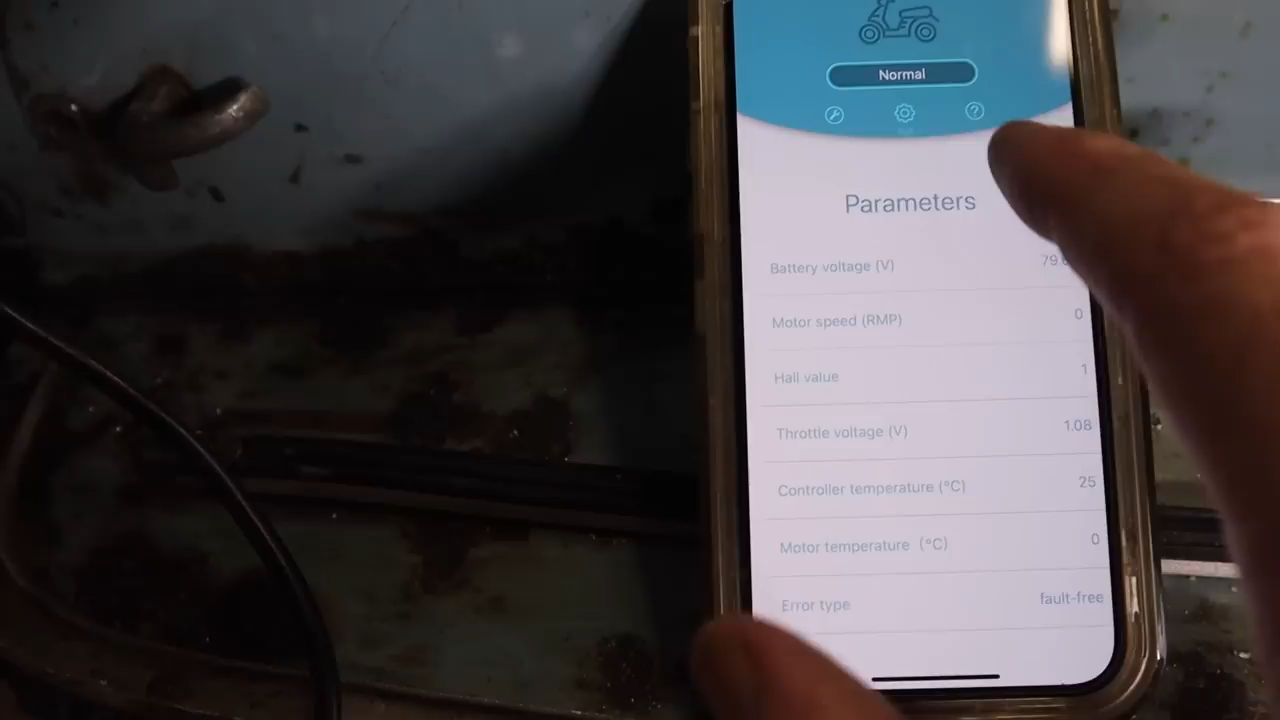 Normal
Parameters
Battery voltage (V) 79.
Motor speed (RMP) 0
Hall value 1
Throttle voltage (V) 1.08
Controller temperature (°C) 25
Motor temperature (°C) 0
Error type fault-free